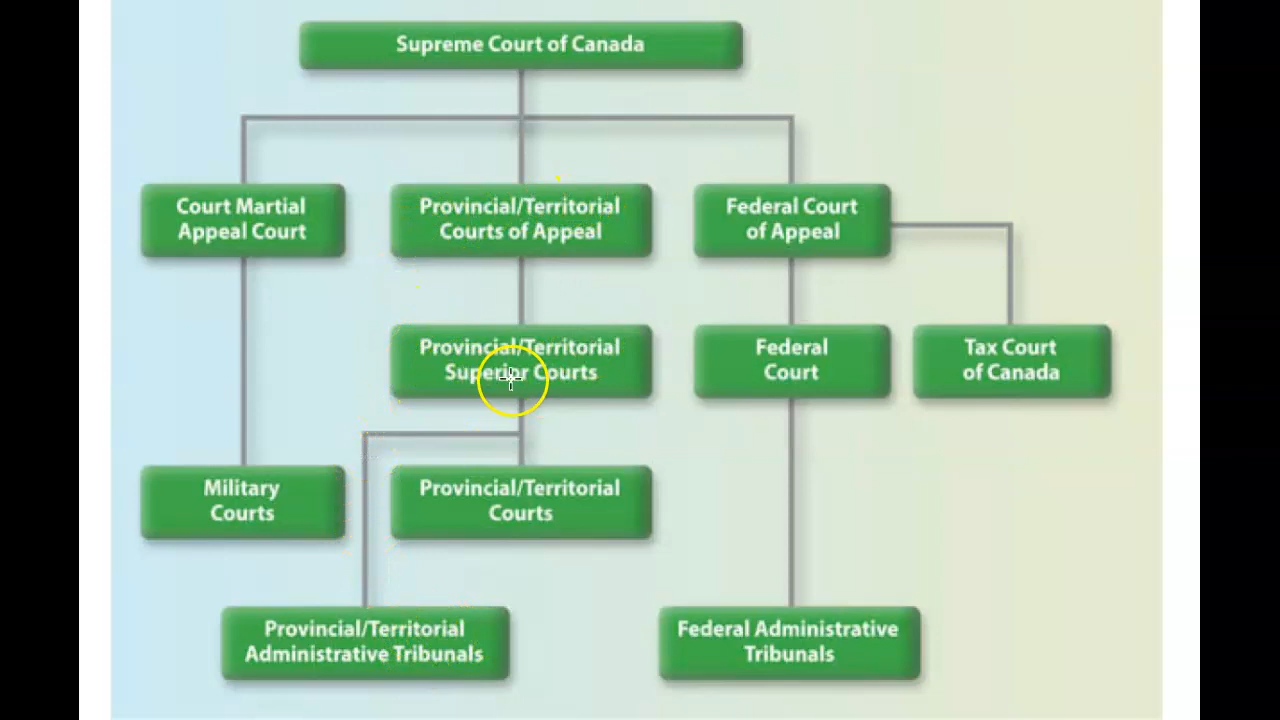 Supreme Court of Canada
Court Martial
Appeal Court
Provincial/Territorial
Courts of Appeal
Federal Court
of Appeal
Provincial/Territorial
Superior Courts
Federal
Court
Tax Court
of Canada
Military
Courts
Provincial/Territorial
Courts
Provincial/Territorial
Administrative Tribunals
Federal Administrative
Tribunals